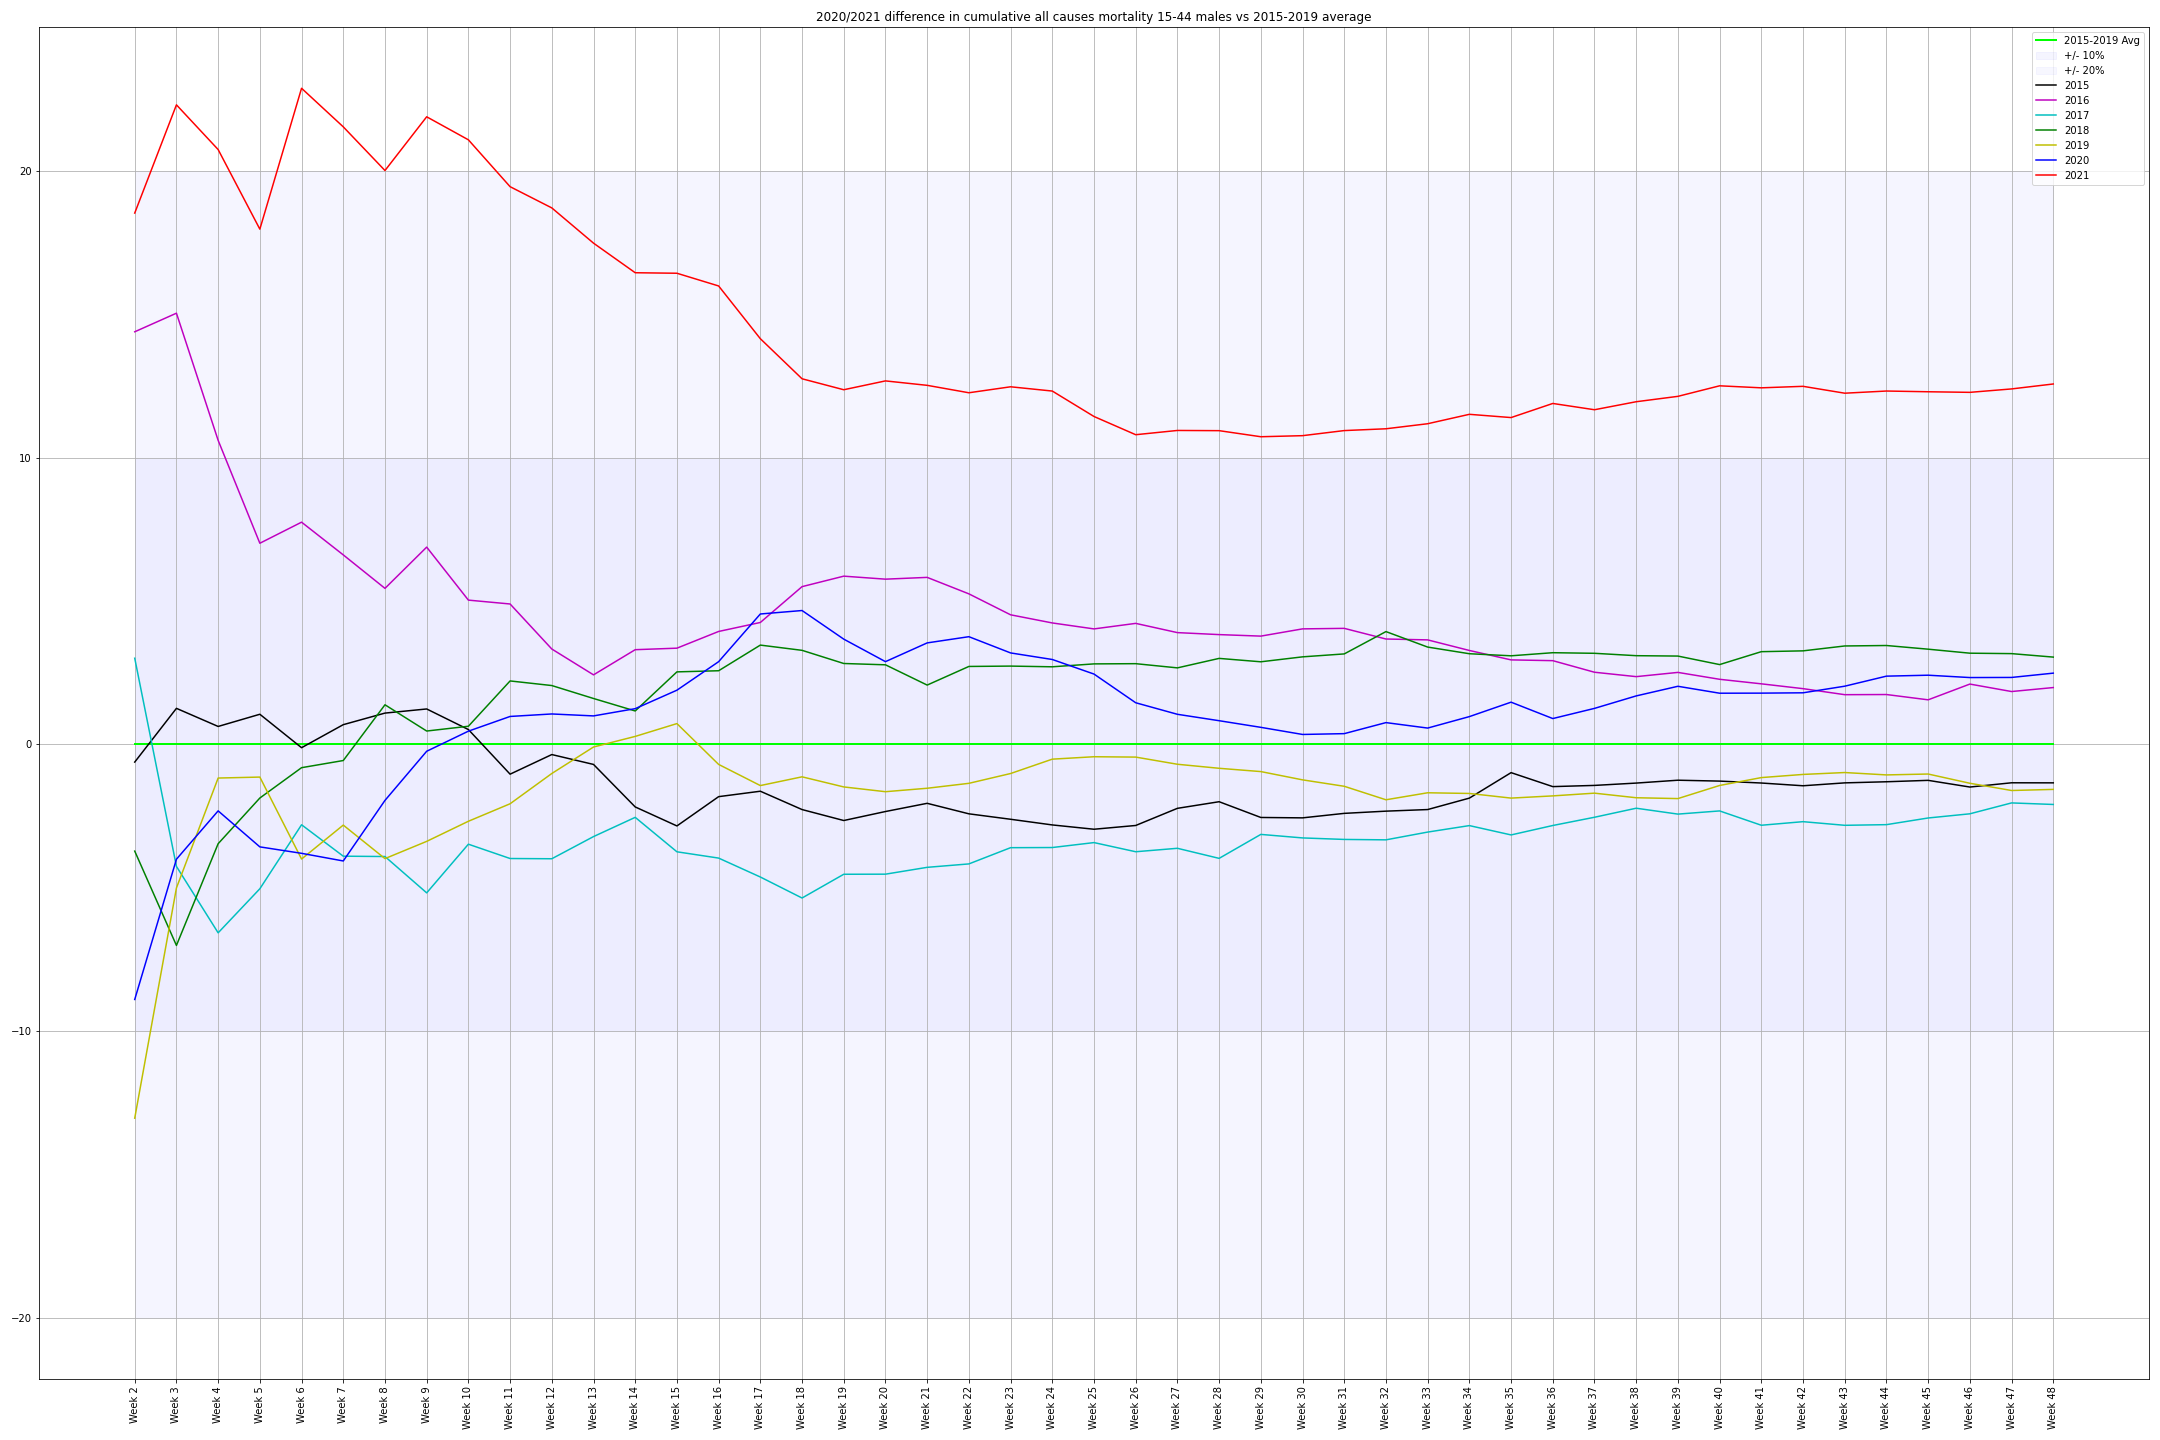 2020/2021 difference in cumulative all causes mortality 15-44 males vs 2015-2019 average
2015-2019 Avg
+/- 10%
+/- 20%
2015
2016
2017
2018
2019
2020
2021
20
10
0
−10
−20
Week 2
Week 3
Week 4
Week 5
Week 6
Week 7
Week 8
Week 9
Week 10
Week 11
Week 12
Week 13
Week 14
Week 15
Week 16
Week 17
Week 18
Week 19
Week 20
Week 21
Week 22
Week 23
Week 24
Week 25
Week 26
Week 27
Week 28
Week 29
Week 30
Week 31
Week 32
Week 33
Week 34
Week 35
Week 36
Week 37
Week 38
Week 39
Week 40
Week 41
Week 42
Week 43
Week 44
Week 45
Week 46
Week 47
Week 48